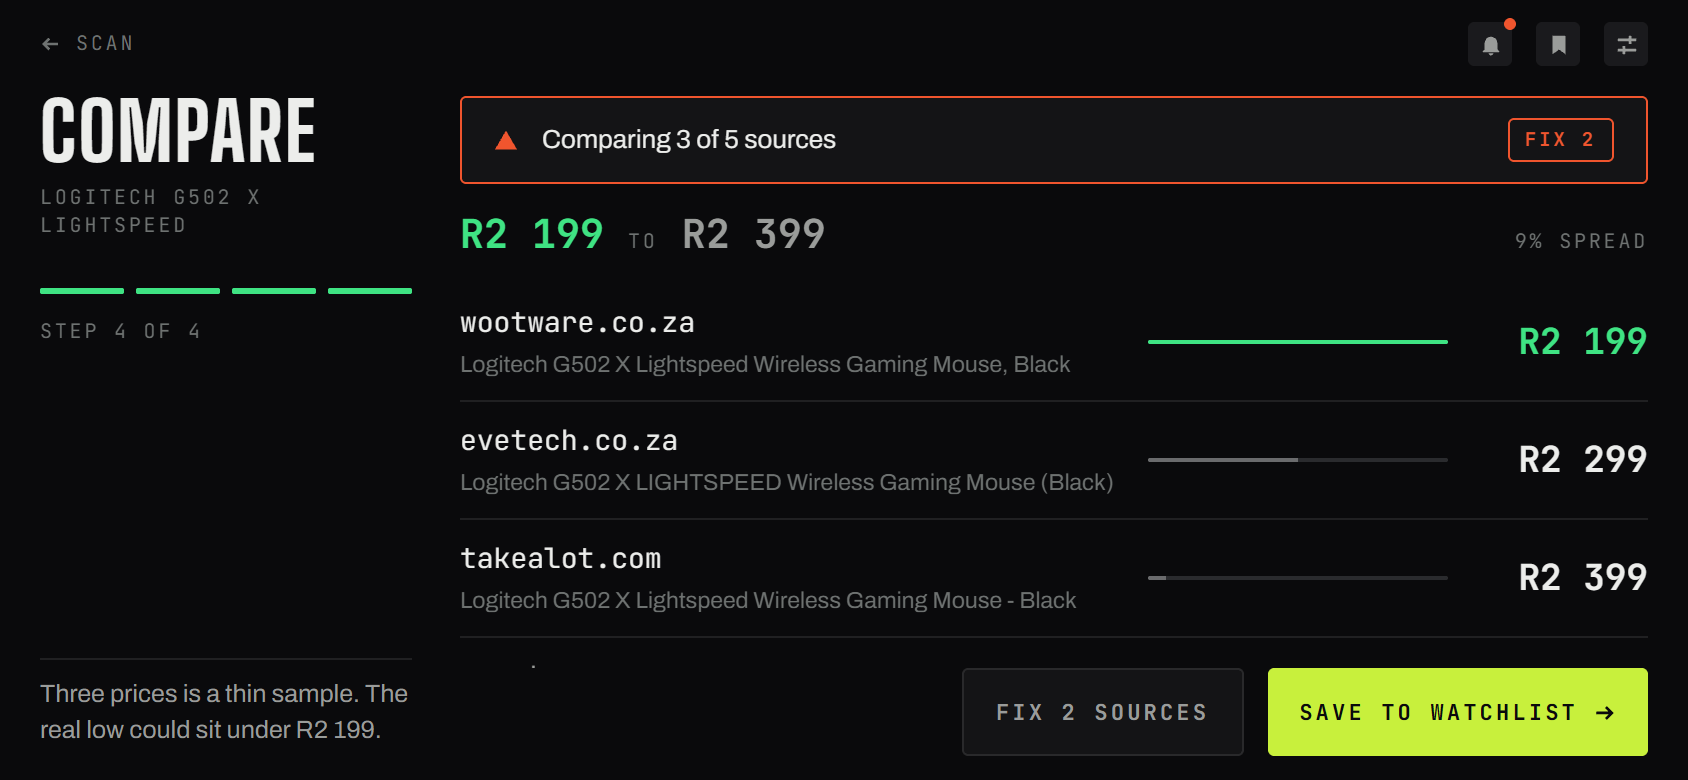 ← SCAN
COMPARE
LOGITECH G502 X
LIGHTSPEED
STEP 4 OF 4
Three prices is a thin sample. The
real low could sit under R2 199.
Comparing 3 of 5 sources
FIX 2
R2 199 TO R2 399
9% SPREAD
wootware.co.za
Logitech G502 X Lightspeed Wireless Gaming Mouse, Black
R2 199
evetech.co.za
Logitech G502 X LIGHTSPEED Wireless Gaming Mouse (Black)
R2 299
takealot.com
Logitech G502 X Lightspeed Wireless Gaming Mouse - Black
R2 399
FIX 2 SOURCES
SAVE TO WATCHLIST →